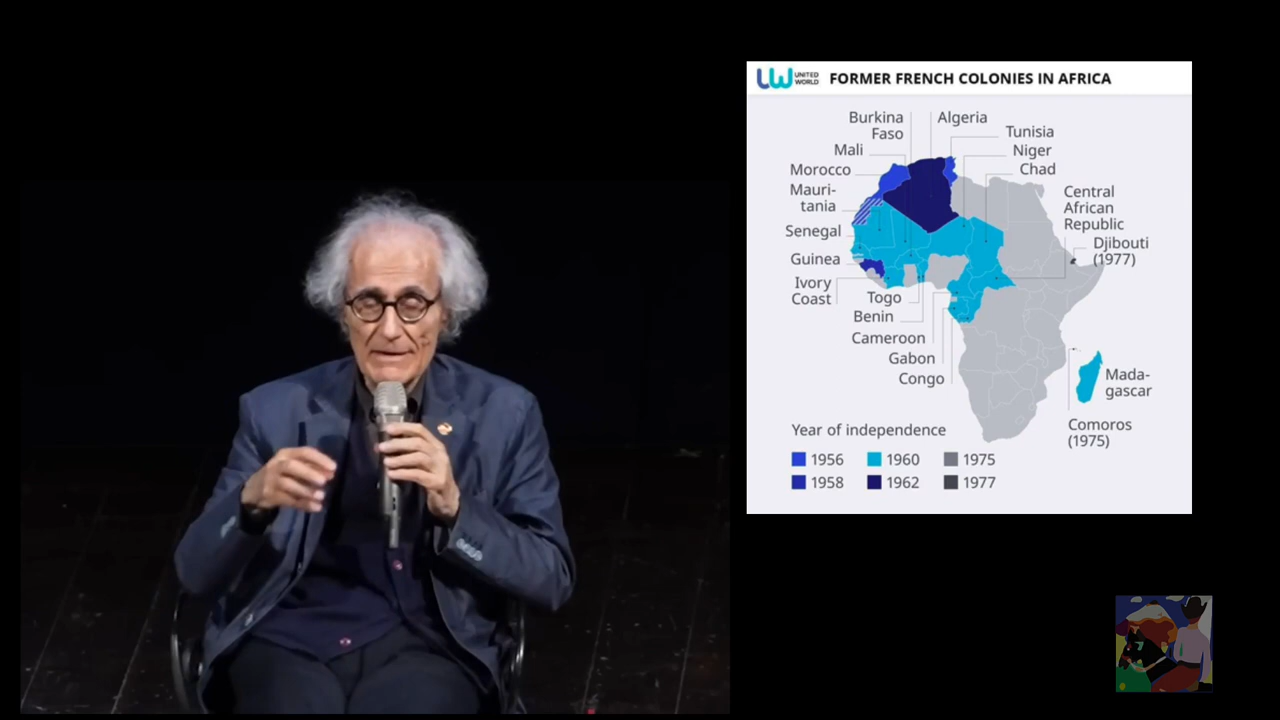 UNITED
WORLD
FORMER FRENCH COLONIES IN AFRICA
Burkina
Faso
Algeria
Tunisia
Mali
Niger
Morocco
Chad
Mauri-
tania
Central
African
Republic
Senegal
Djibouti
(1977)
Guinea
Ivory
Coast
Togo
Benin
Cameroon
Gabon
Congo
Mada-
gascar
Comoros
(1975)
Year of independence
1956
1960
1975
1958
1962
1977